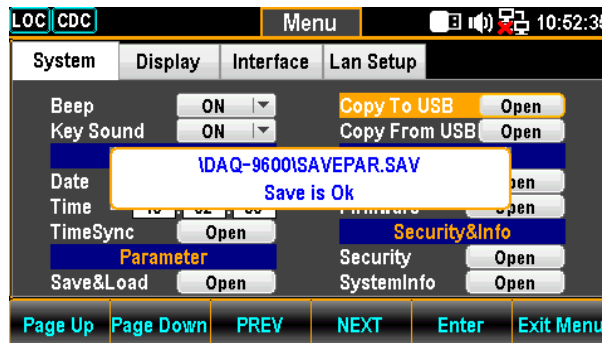 LOC CDC Menu 10:52:3
System Display Interface Lan Setup
Beep ON Copy To USB Open
Key Sound ON Copy From USB Open
\DAQ-9600\SAVEPAR.SAV
Save is Ok
Date
Time
TimeSync Open Security&Info
Parameter Security Open
Save&Load Open SystemInfo Open
Page Up Page Down PREV NEXT Enter Exit Menu